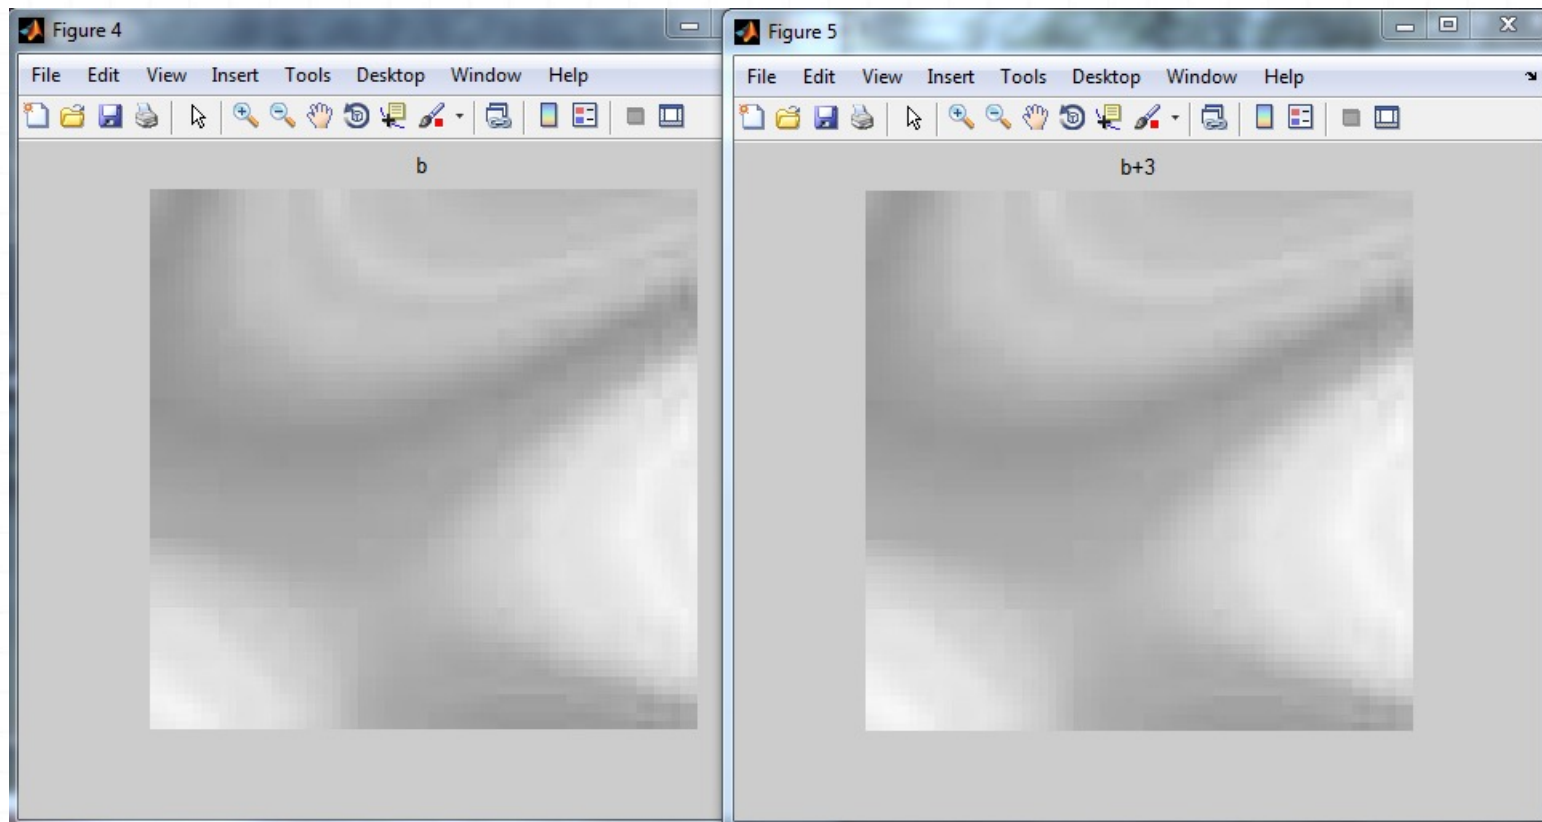 Figure 4
File Edit View Insert Tools Desktop Window Help
b
Figure 5
File Edit View Insert Tools Desktop Window Help
b+3